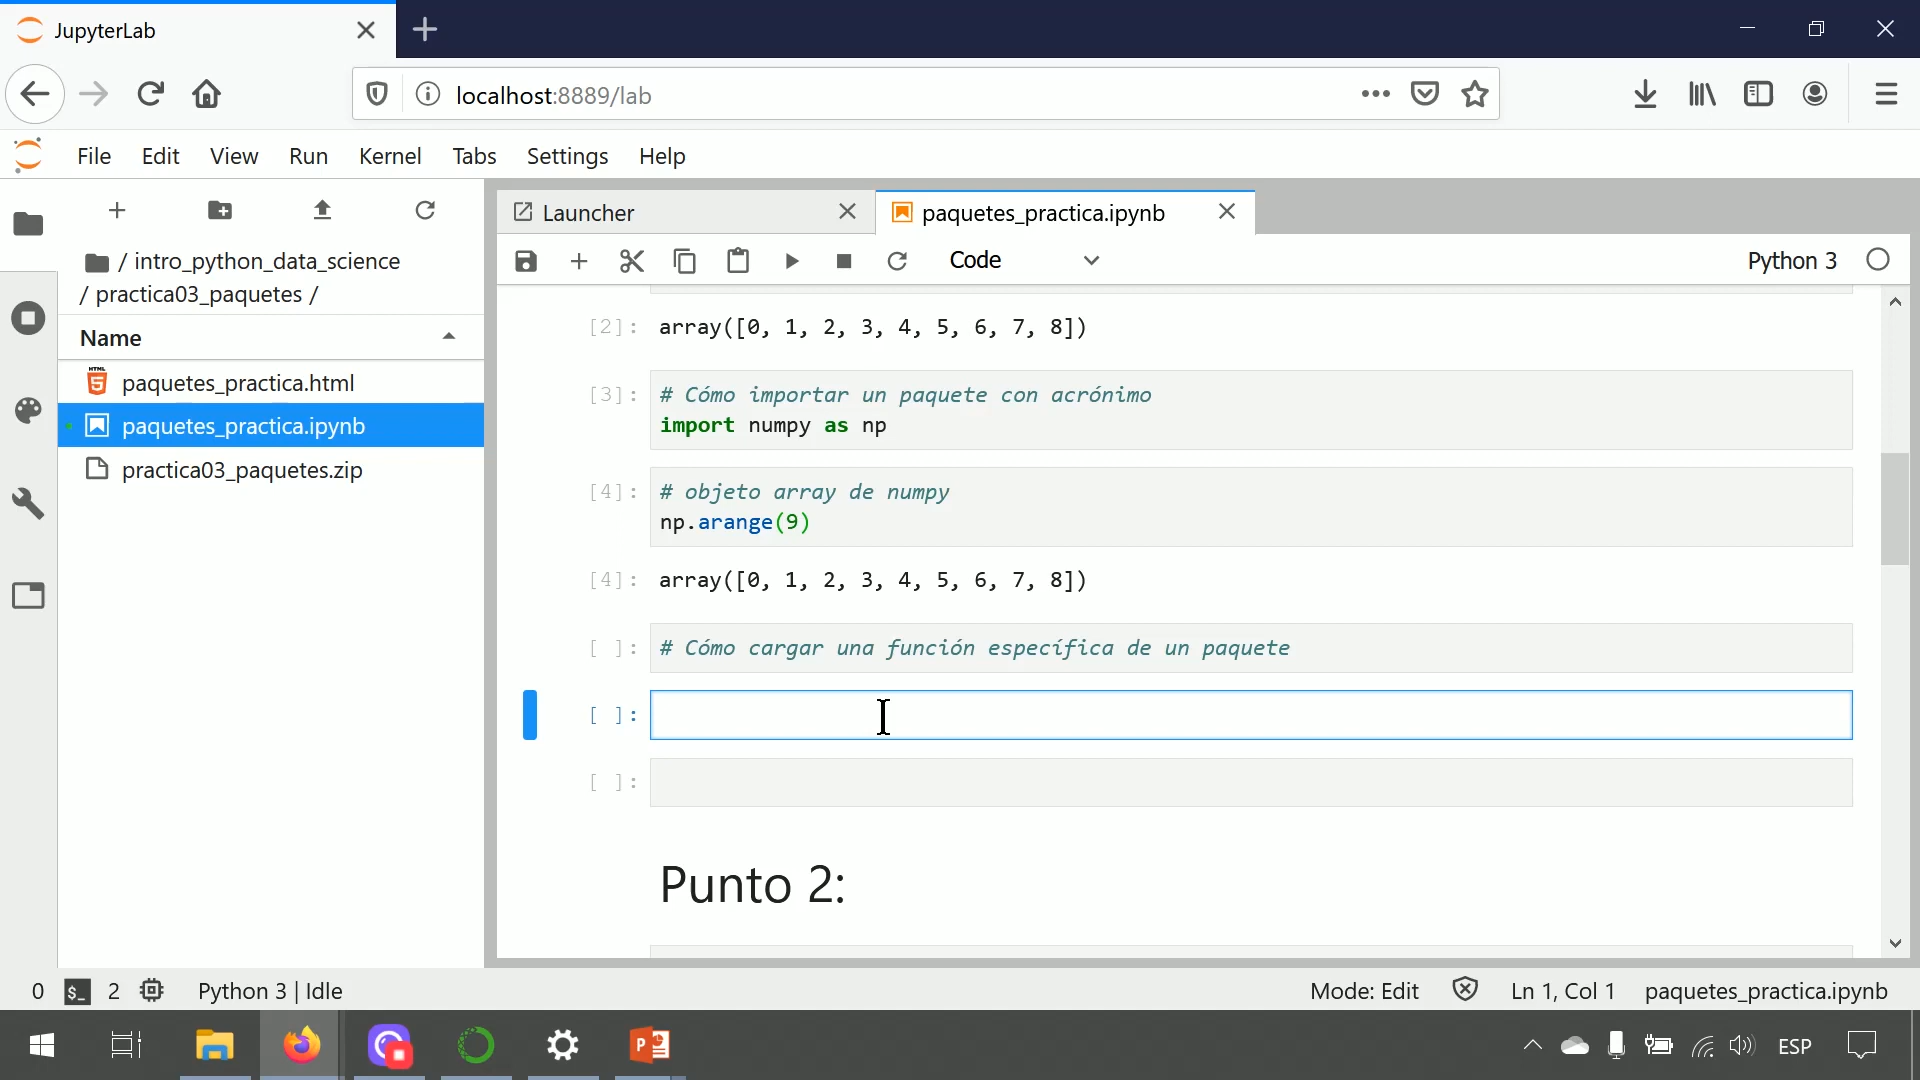 JupyterLab
localhost:8889/lab
File Edit View Run Kernel Tabs Settings Help
/ intro_python_data_science
/ practica03_paquetes /
Name
HTML
5
paquetes_practica.html
paquetes_practica.ipynb
practica03_paquetes.zip
Launcher
paquetes_practica.ipynb
Code
Python 3
[2]: array([0, 1, 2, 3, 4, 5, 6, 7, 8])
[3]: # Cómo importar un paquete con acrónimo
import numpy as np
[4]: # objeto array de numpy
np.arange(9)
[4]: array([0, 1, 2, 3, 4, 5, 6, 7, 8])
[ ]: # Cómo cargar una función específica de un paquete
[ ]:
[ ]:
Punto 2:
0 $_ 2 Python 3 | Idle
Mode: Edit Ln 1, Col 1 paquetes_practica.ipynb
P
ESP